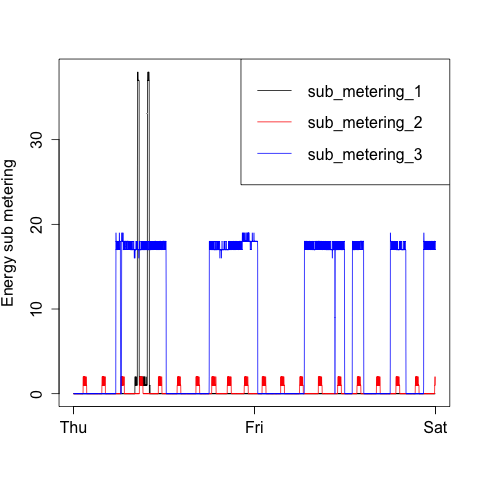 sub_metering_1
sub_metering_2
sub_metering_3
Energy sub metering
30
20
10
0
Thu Fri Sat